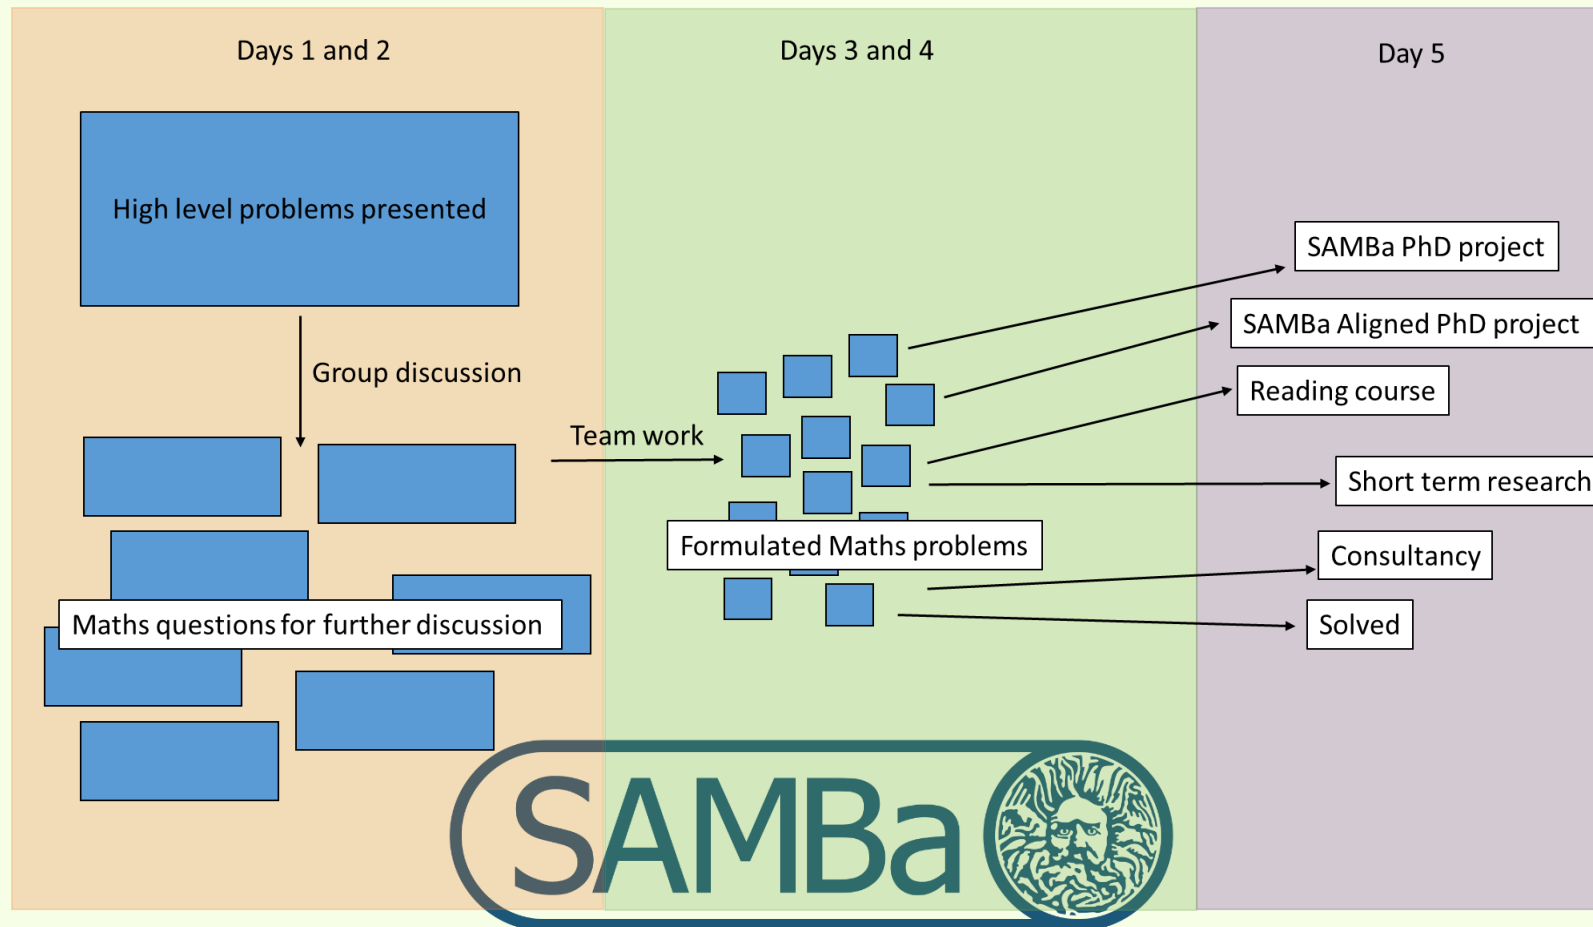 Days 1 and 2
Days 3 and 4
Day 5
High level problems presented
Group discussion
Maths questions for further discussion
Team work
Formulated Maths problems
SAMBa PhD project
SAMBa Aligned PhD project
Reading course
Short term research
Consultancy
Solved
SAMBa